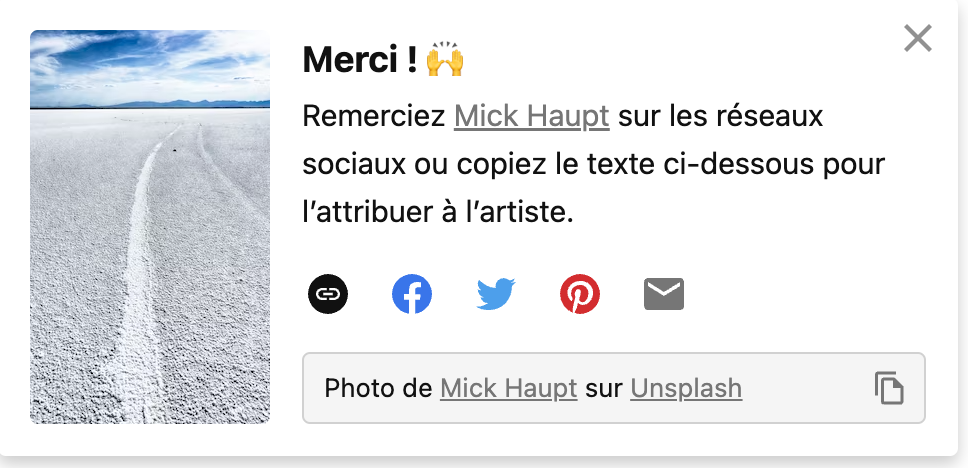 Merci ! 🙌
Remerciez Mick Haupt sur les réseaux
sociaux ou copiez le texte ci-dessous pour
l’attribuer à l’artiste.
Photo de Mick Haupt sur Unsplash